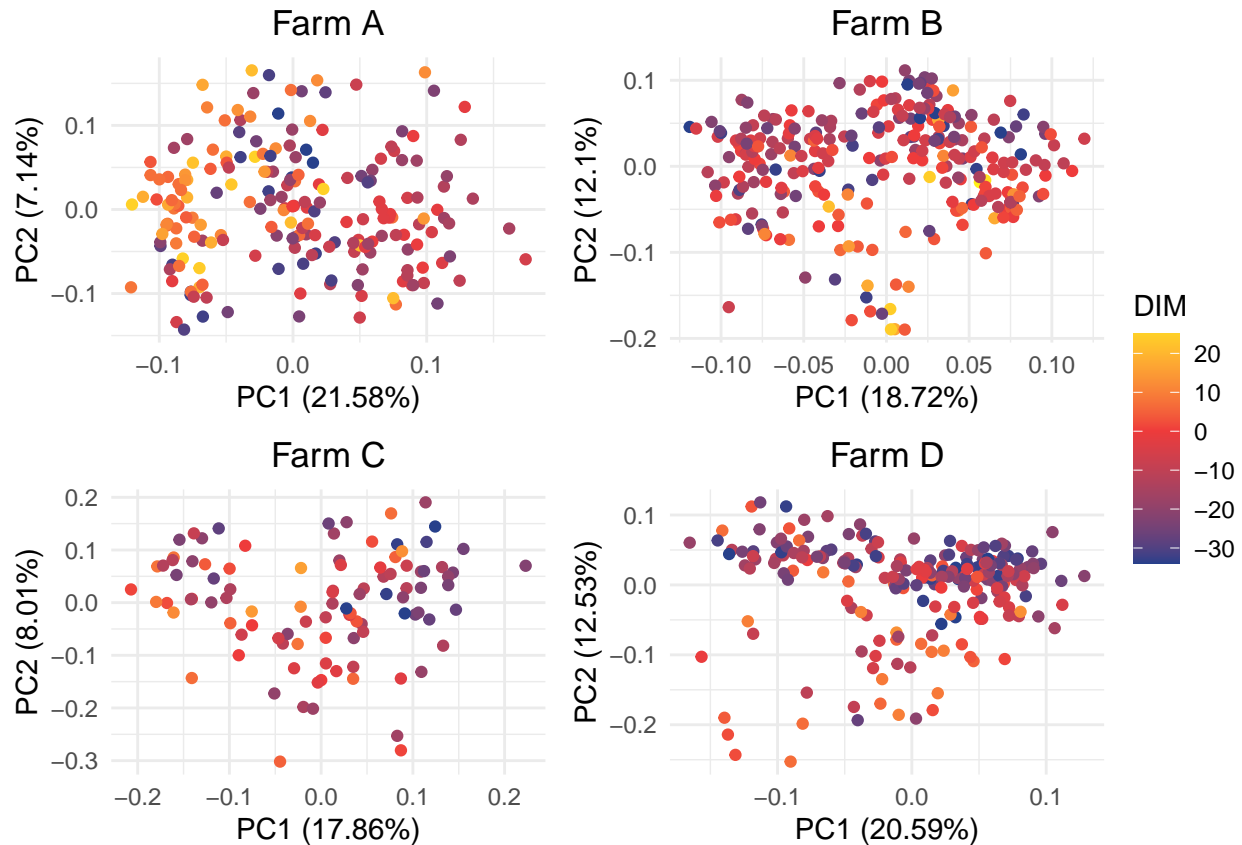 Farm A
0.1
0.0
−0.1
PC2 (7.14%)
−0.1 0.0 0.1
PC1 (21.58%)
Farm B
0.1
0.0
−0.1
−0.2
PC2 (12.1%)
−0.10 −0.05 0.00 0.05 0.10
PC1 (18.72%)
Farm C
0.2
0.1
0.0
−0.1
−0.2
−0.3
PC2 (8.01%)
−0.2 −0.1 0.0 0.1 0.2
PC1 (17.86%)
Farm D
0.1
0.0
−0.1
−0.2
PC2 (12.53%)
−0.1 0.0 0.1
PC1 (20.59%)
DIM
20
10
0
−10
−20
−30